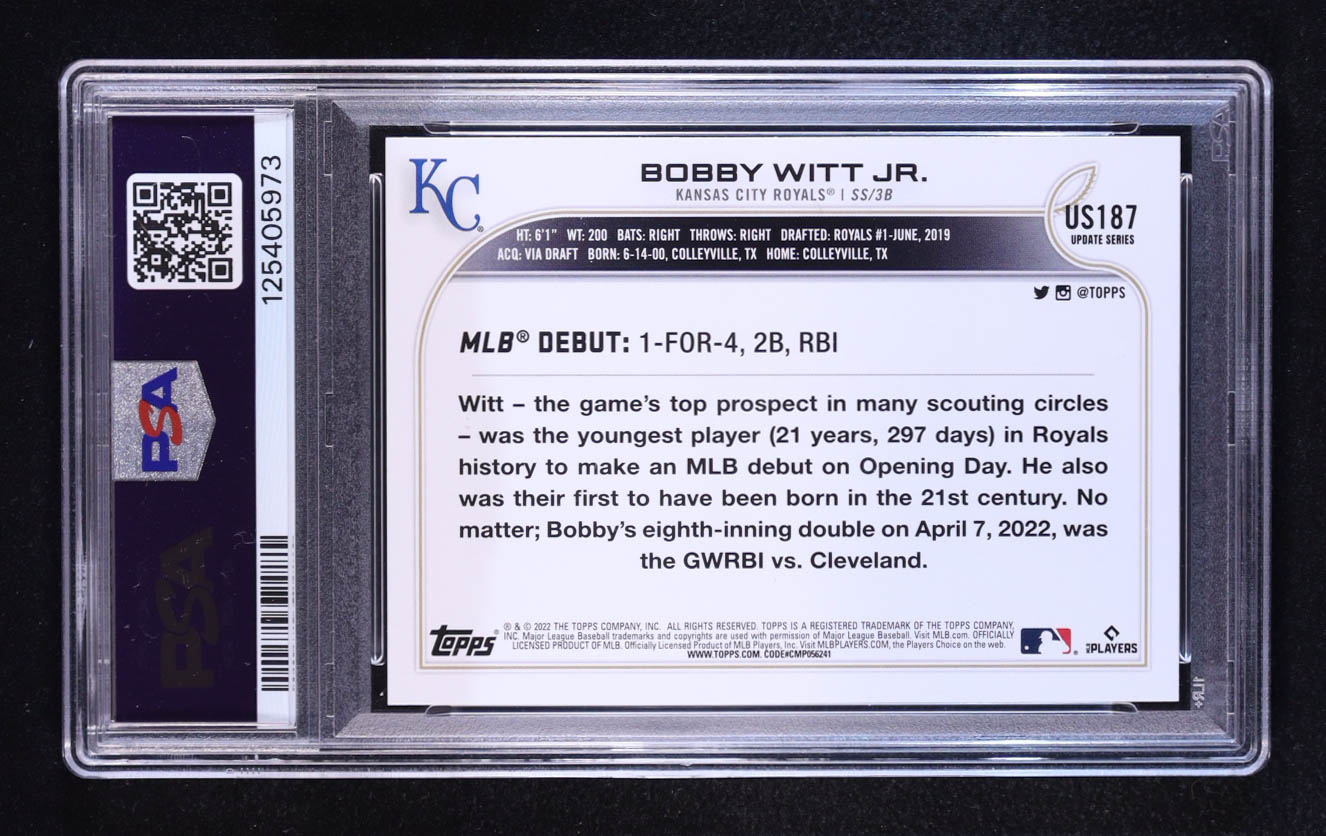 125405973
PSA
PSA
PSA
KC
BOBBY WITT JR.
KANSAS CITY ROYALS® | SS/3B
US187
UPDATE SERIES
HT: 6'1" WT: 200 BATS: RIGHT THROWS: RIGHT DRAFTED: ROYALS #1-JUNE, 2019
ACQ: VIA DRAFT BORN: 6-14-00, COLLEYVILLE, TX HOME: COLLEYVILLE, TX
@TOPPS
MLB® DEBUT: 1-FOR-4, 2B, RBI
Witt – the game's top prospect in many scouting circles
– was the youngest player (21 years, 297 days) in Royals
history to make an MLB debut on Opening Day. He also
was their first to have been born in the 21st century. No
matter; Bobby's eighth-inning double on April 7, 2022, was
the GWRBI vs. Cleveland.
topps
® & © 2022 THE TOPPS COMPANY, INC. ALL RIGHTS RESERVED. TOPPS IS A REGISTERED TRADEMARK OF THE TOPPS COMPANY,
INC. Major League Baseball trademarks and copyrights are used with permission of Major League Baseball. Visit MLB.com. OFFICIALLY
LICENSED PRODUCT OF MLB. Officially Licensed Product of MLB Players, Inc. Visit MLBPLAYERS.COM, the Players Choice on the web.
WWW.TOPPS.COM. CODE#CMP056241
PLAYERS